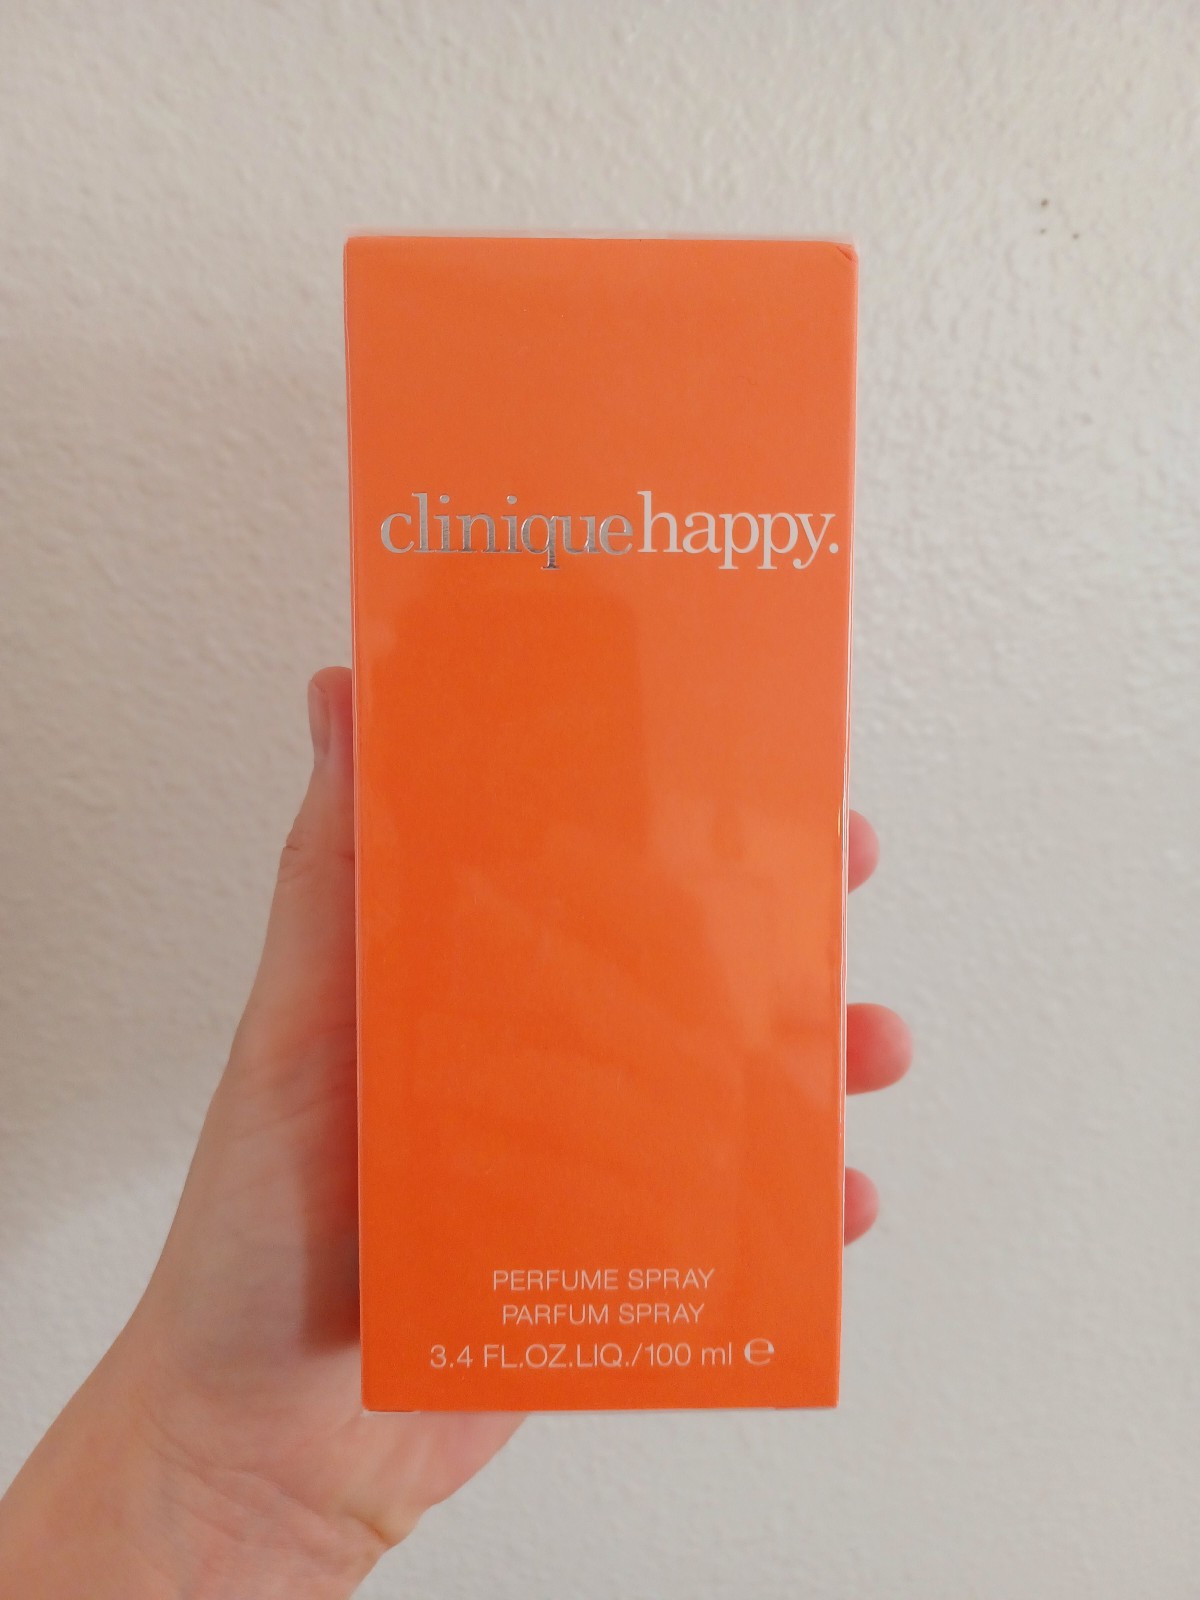 cliniquehappy.
PERFUME SPRAY
PARFUM SPRAY
3.4 FL.OZ.LIQ./100 ml ℮